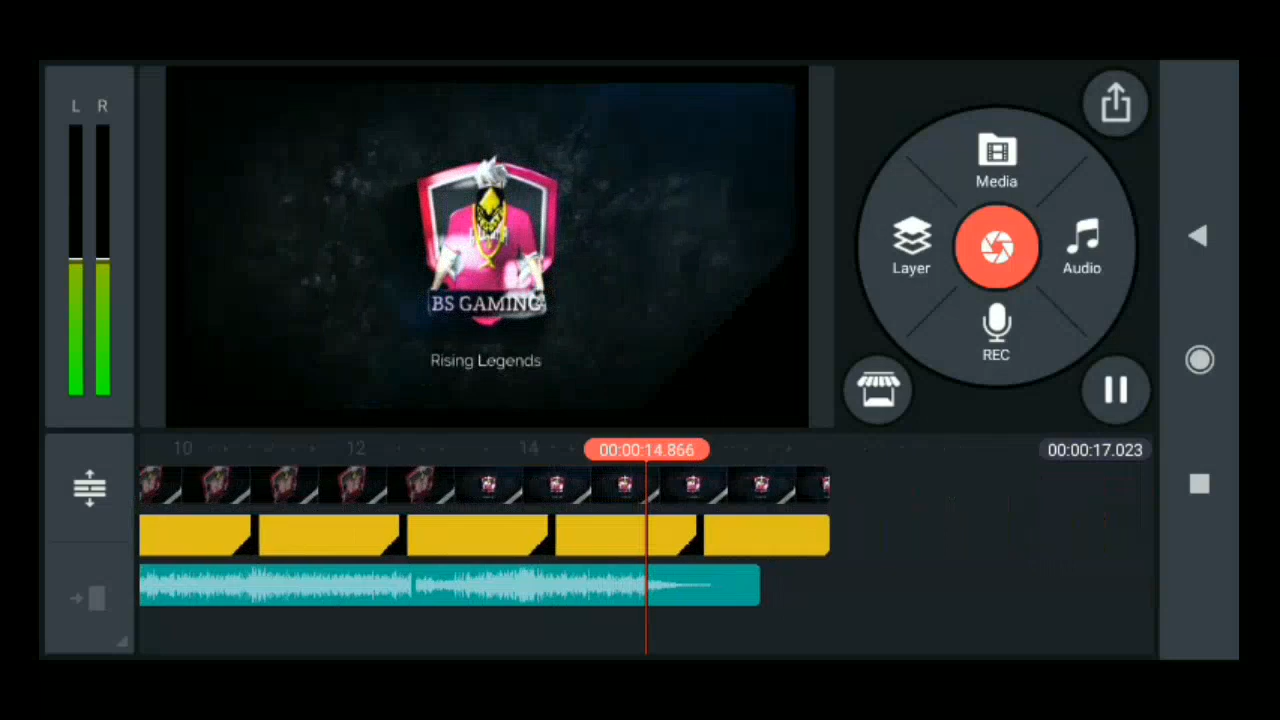 L R
Media
Layer
Audio
REC
BS GAMING
Rising Legends
10
12
14
00:00:14.866
00:00:17.023